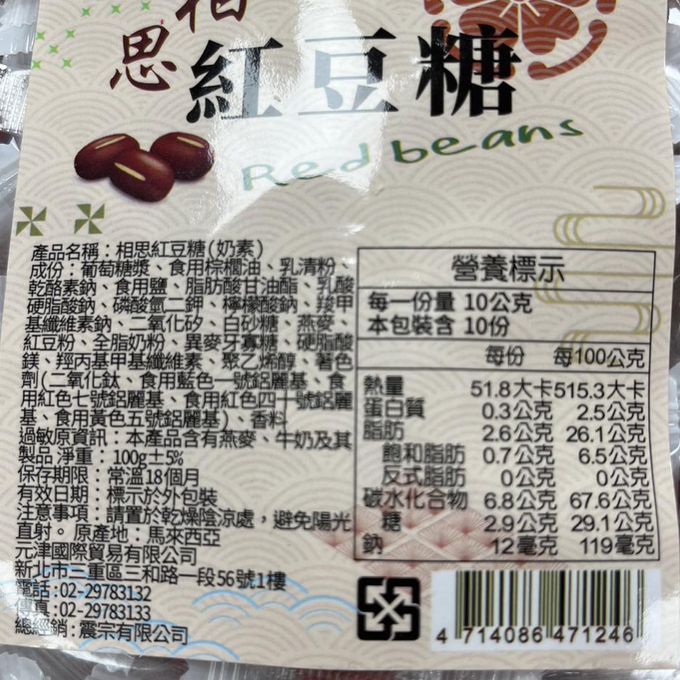 相
思
紅豆糖
Red beans
產品名稱：相思紅豆糖(奶素)
成份：葡萄糖漿、食用棕櫚油、乳清粉、
乾酪素鈉、食用鹽、脂肪酸甘油酯、乳酸
硬脂酸鈉、磷酸氫二鉀、檸檬酸鈉、羧甲
基纖維素鈉、二氧化矽、白砂糖、燕麥、
紅豆粉、全脂奶粉、異麥牙寡糖、硬脂酸
鎂、羥丙基甲基纖維素、聚乙烯醇、著色
劑(二氧化鈦、食用藍色一號鋁麗基、食
用紅色七號鋁麗基、食用紅色四十號鋁麗
基、食用黃色五號鋁麗基)、香料
過敏原資訊：本產品含有燕麥、牛奶及其
製品 淨重：100g±5%
保存期限：常溫18個月
有效日期：標示於外包裝
注意事項：請置於乾燥陰涼處，避免陽光
直射。原產地：馬來西亞
元津國際貿易有限公司
新北市三重區三和路一段56號1樓
電話:02-29783132
傳真:02-29783133
總經銷:震宗有限公司
營養標示
每一份量 10公克
本包裝含 10份
每份 每100公克
熱量 51.8大卡 515.3大卡
蛋白質 0.3公克 2.5公克
脂肪 2.6公克 26.1公克
飽和脂肪 0.7公克 6.5公克
反式脂肪 0公克 0公克
碳水化合物 6.8公克 67.6公克
糖 2.9公克 29.1公克
鈉 12毫克 119毫克
4 714086 471246